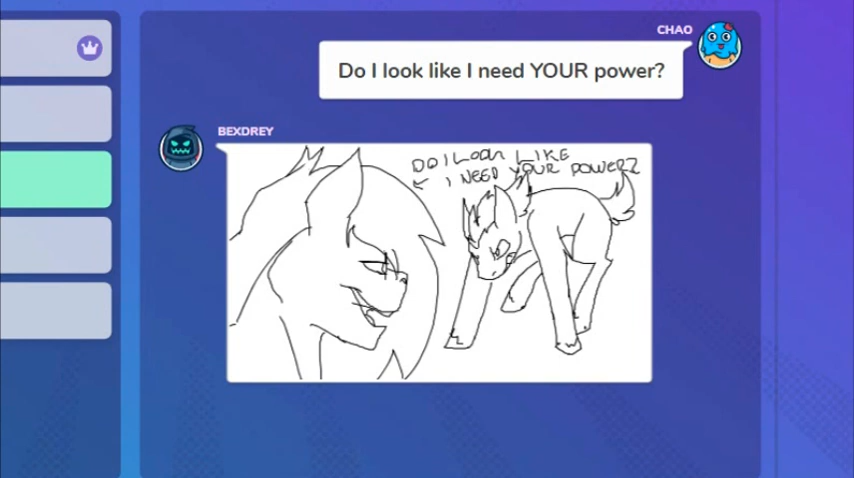 CHAO
Do I look like I need YOUR power?
BEXDREY
DO I LOOK LIKE
I NEED YOUR POWER?